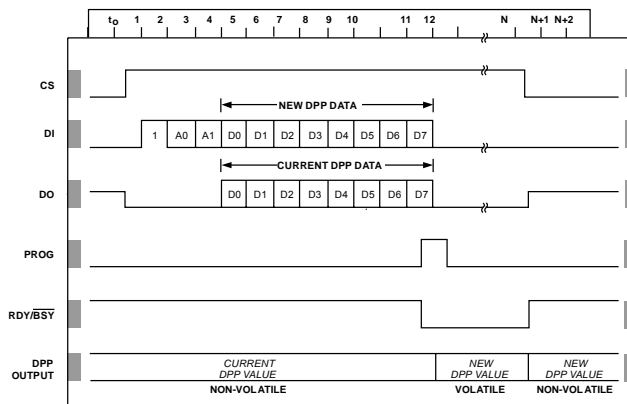 to 1 2 3 4 5 6 7 8 9 10 11 12 N N+1 N+2
CS
NEW DPP DATA
DI 1 A0 A1 D0 D1 D2 D3 D4 D5 D6 D7
CURRENT DPP DATA
DO D0 D1 D2 D3 D4 D5 D6 D7
PROG
RDY/BSY
DPP OUTPUT
CURRENT DPP VALUE
NEW DPP VALUE
NEW DPP VALUE
NON-VOLATILE VOLATILE NON-VOLATILE